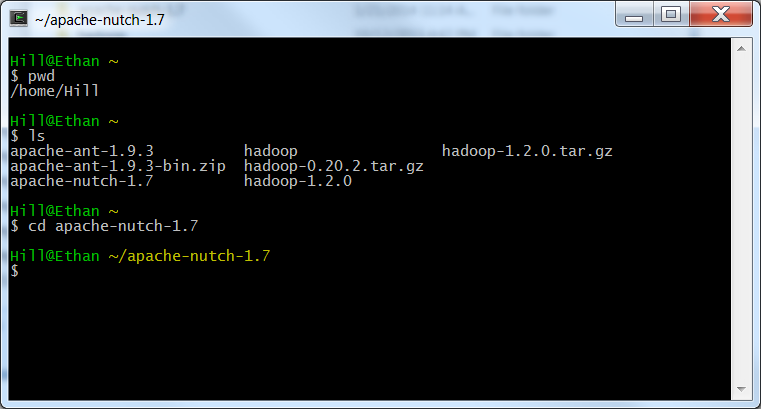 ~/apache-nutch-1.7
Hill@Ethan ~
$ pwd
/home/Hill
Hill@Ethan ~
$ ls
apache-ant-1.9.3 hadoop hadoop-1.2.0.tar.gz
apache-ant-1.9.3-bin.zip hadoop-0.20.2.tar.gz
apache-nutch-1.7 hadoop-1.2.0
Hill@Ethan ~
$ cd apache-nutch-1.7
Hill@Ethan ~/apache-nutch-1.7
$